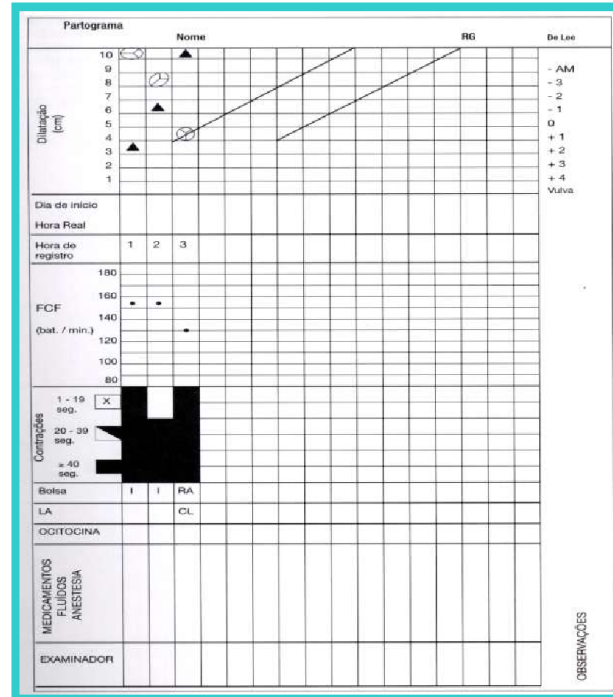 Partograma
Nome RG De Lee
10
9 - AM
8 - 3
7 - 2
6 - 1
5 0
4 + 1
3 + 2
2 + 3
1 + 4
Vulva
Dilatação
(cm)
Dia de início
Hora Real
Hora de 1 2 3
registro
180
160
FCF
140
(bat. / min.)
120
100
80
Contrações
1 - 19 X
seg.
20 - 39
seg.
≥ 40
seg.
Bolsa I I RA
LA CL
OCITOCINA
MEDICAMENTOS
FLUÍDOS
ANESTESIA
EXAMINADOR
OBSERVAÇÕES